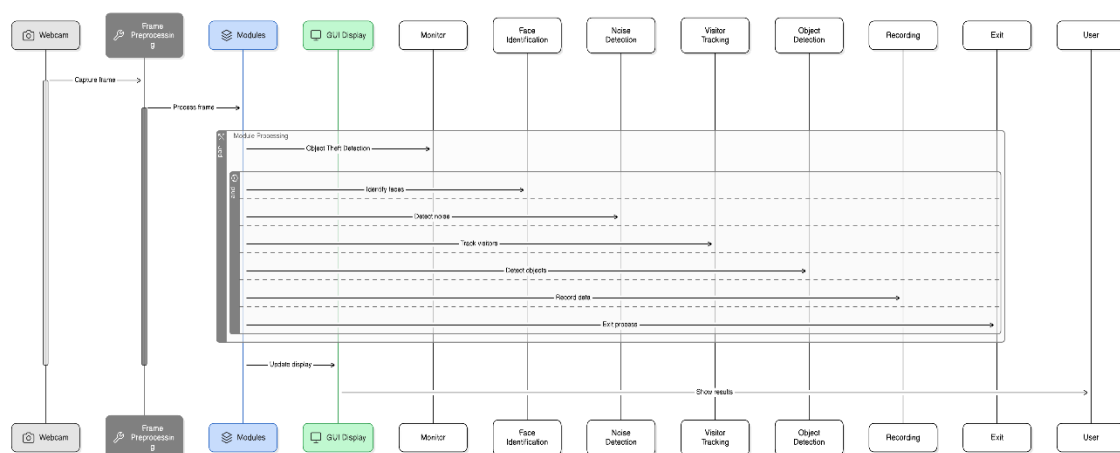 Webcam
Frame
Preprocessin
g
Modules
GUI Display
Monitor
Face
Identification
Noise
Detection
Visitor
Tracking
Object
Detection
Recording
Exit
User
Capture frame
Process frame
par
Module Processing
Object Theft Detection
and
Identify faces
Detect noise
Track visitors
Detect objects
Record data
Exit process
Update display
Show results
Webcam
Frame
Preprocessin
g
Modules
GUI Display
Monitor
Face
Identification
Noise
Detection
Visitor
Tracking
Object
Detection
Recording
Exit
User